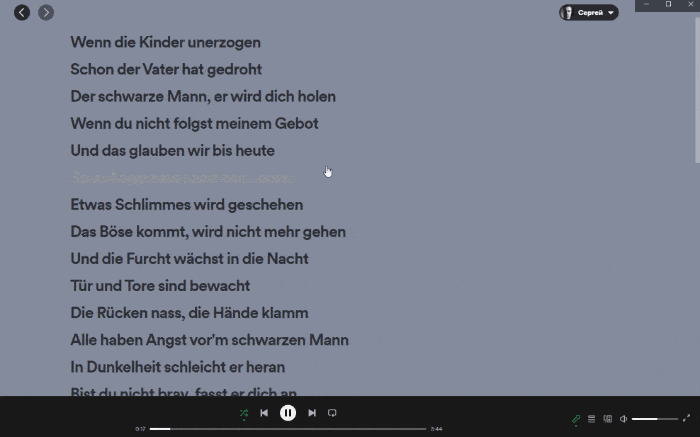 Сергей
Wenn die Kinder unerzogen
Schon der Vater hat gedroht
Der schwarze Mann, er wird dich holen
Wenn du nicht folgst meinem Gebot
Und das glauben wir bis heute
Etwas Schlimmes wird geschehen
Das Böse kommt, wird nicht mehr gehen
Und die Furcht wächst in die Nacht
Tür und Tore sind bewacht
Die Rücken nass, die Hände klamm
Alle haben Angst vor'm schwarzen Mann
In Dunkelheit schleicht er heran
Bist du nicht brav, fasst er dich an
0:17
3:44